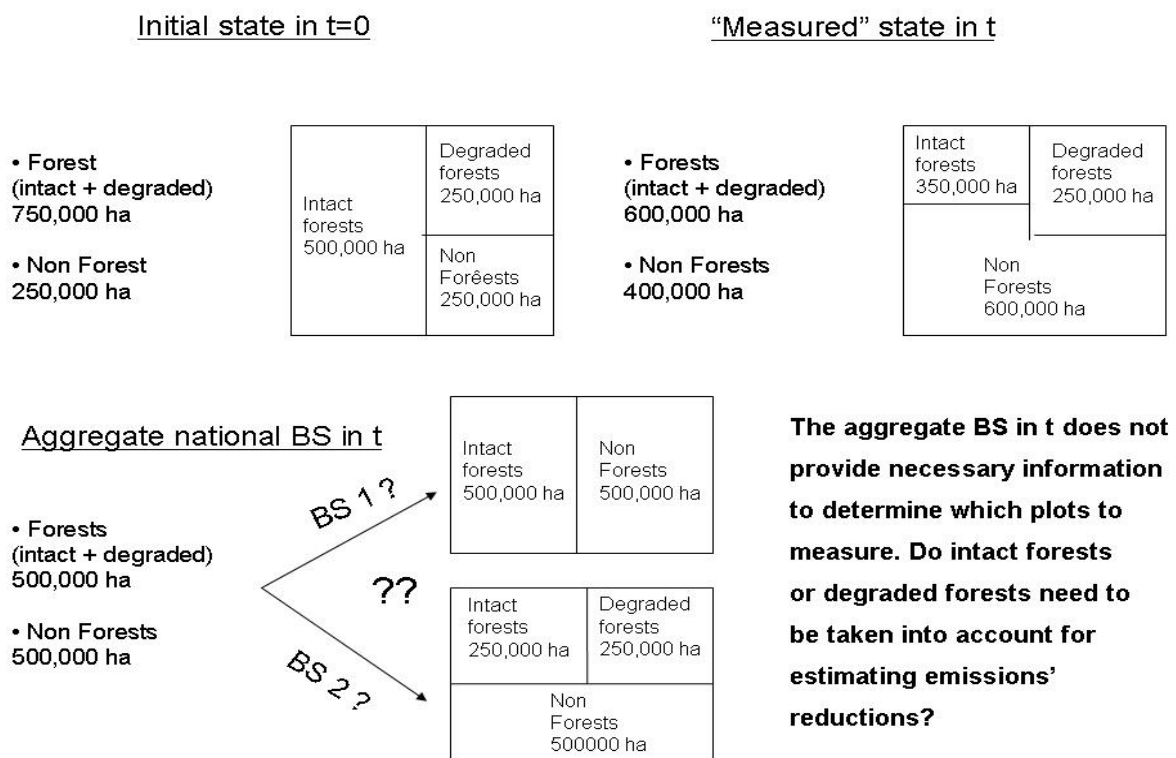 Initial state in t=0
• Forest
(intact + degraded)
750,000 ha
• Non Forest
250,000 ha
Intact
forests
500,000 ha
Degraded
forests
250,000 ha
Non
Forêests
250,000 ha
“Measured” state in t
• Forests
(intact + degraded)
600,000 ha
• Non Forests
400,000 ha
Intact
forests
350,000 ha
Degraded
forests
250,000 ha
Non
Forests
600,000 ha
Aggregate national BS in t
• Forests
(intact + degraded)
500,000 ha
• Non Forests
500,000 ha
BS 1 ?
??
BS 2 ?
Intact
forests
500,000 ha
Non
Forests
500,000 ha
Intact
forests
250,000 ha
Degraded
forests
250,000 ha
Non
Forests
500000 ha
The aggregate BS in t does not
provide necessary information
to determine which plots to
measure. Do intact forests
or degraded forests need to
be taken into account for
estimating emissions’
reductions?